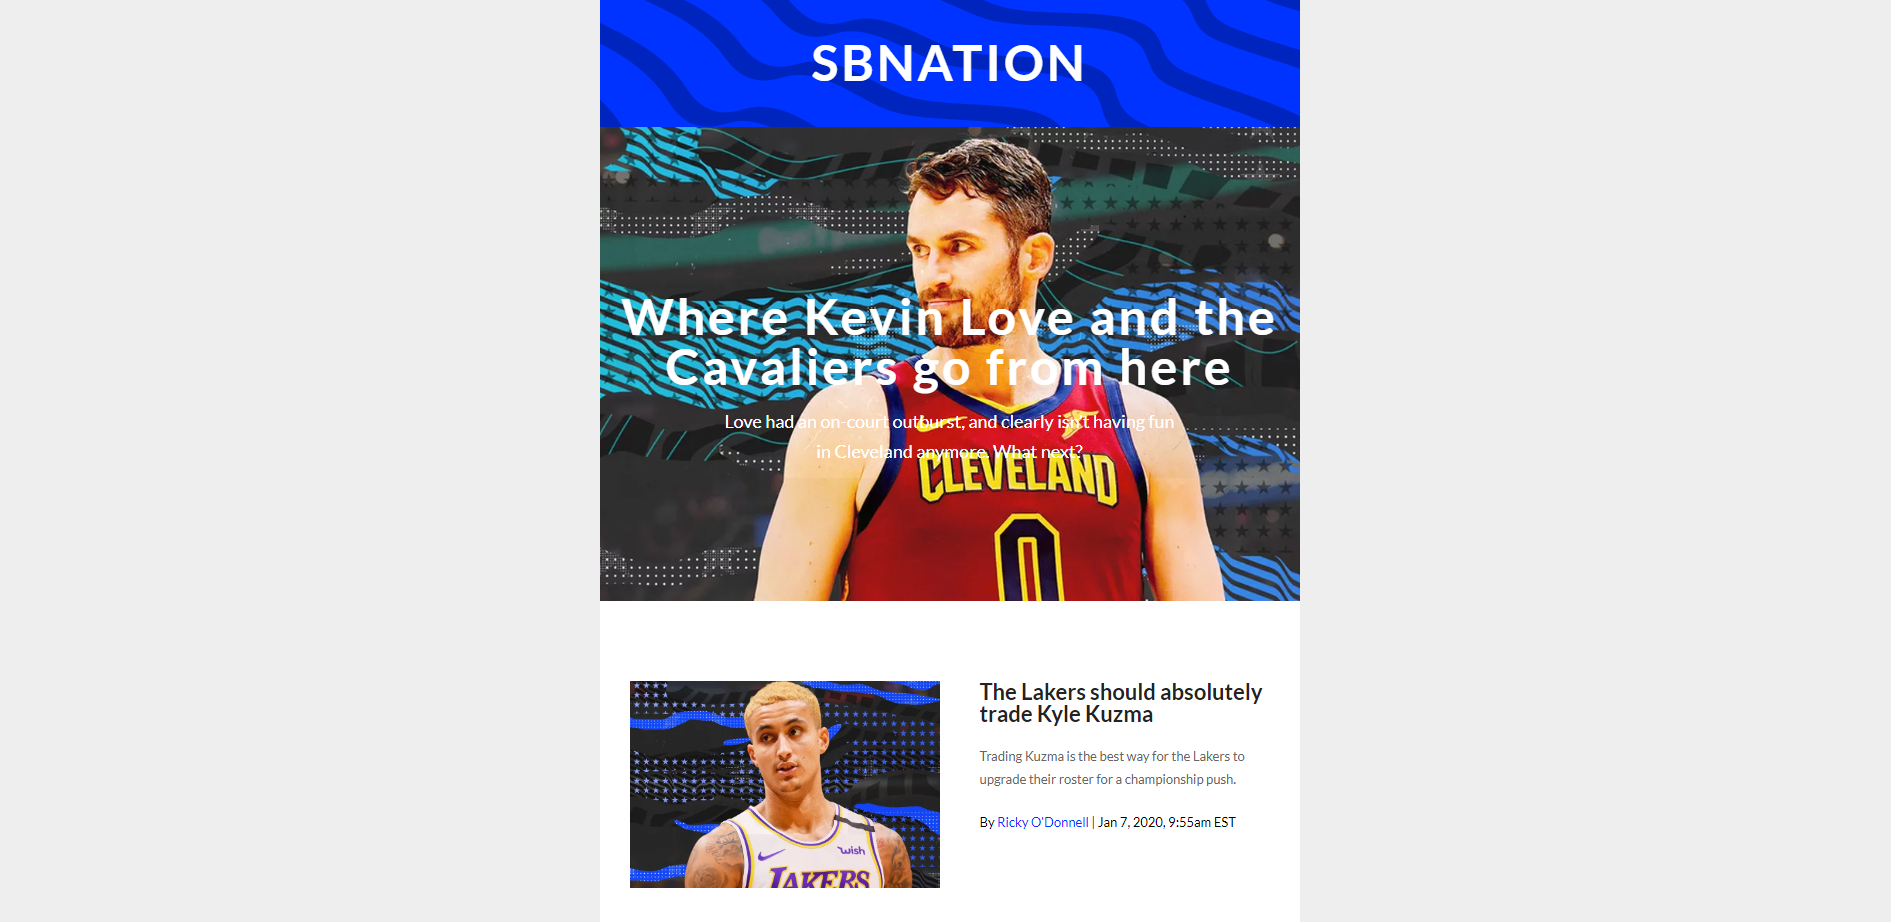 SBNATION
Where Kevin Love and the
Cavaliers go from here
Love had an on-court outburst, and clearly isn't having fun
in Cleveland anymore. What next?
CLEVELAND
0
The Lakers should absolutely
trade Kyle Kuzma
Trading Kuzma is the best way for the Lakers to
upgrade their roster for a championship push.
By Ricky O'Donnell | Jan 7, 2020, 9:55am EST
wish
LAKERS